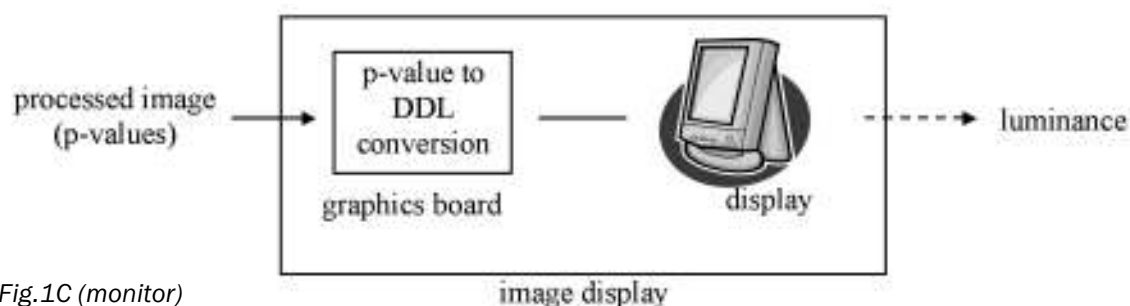 processed image
(p-values)
p-value to
DDL
conversion
graphics board
display
luminance
Fig.1C (monitor)
image display